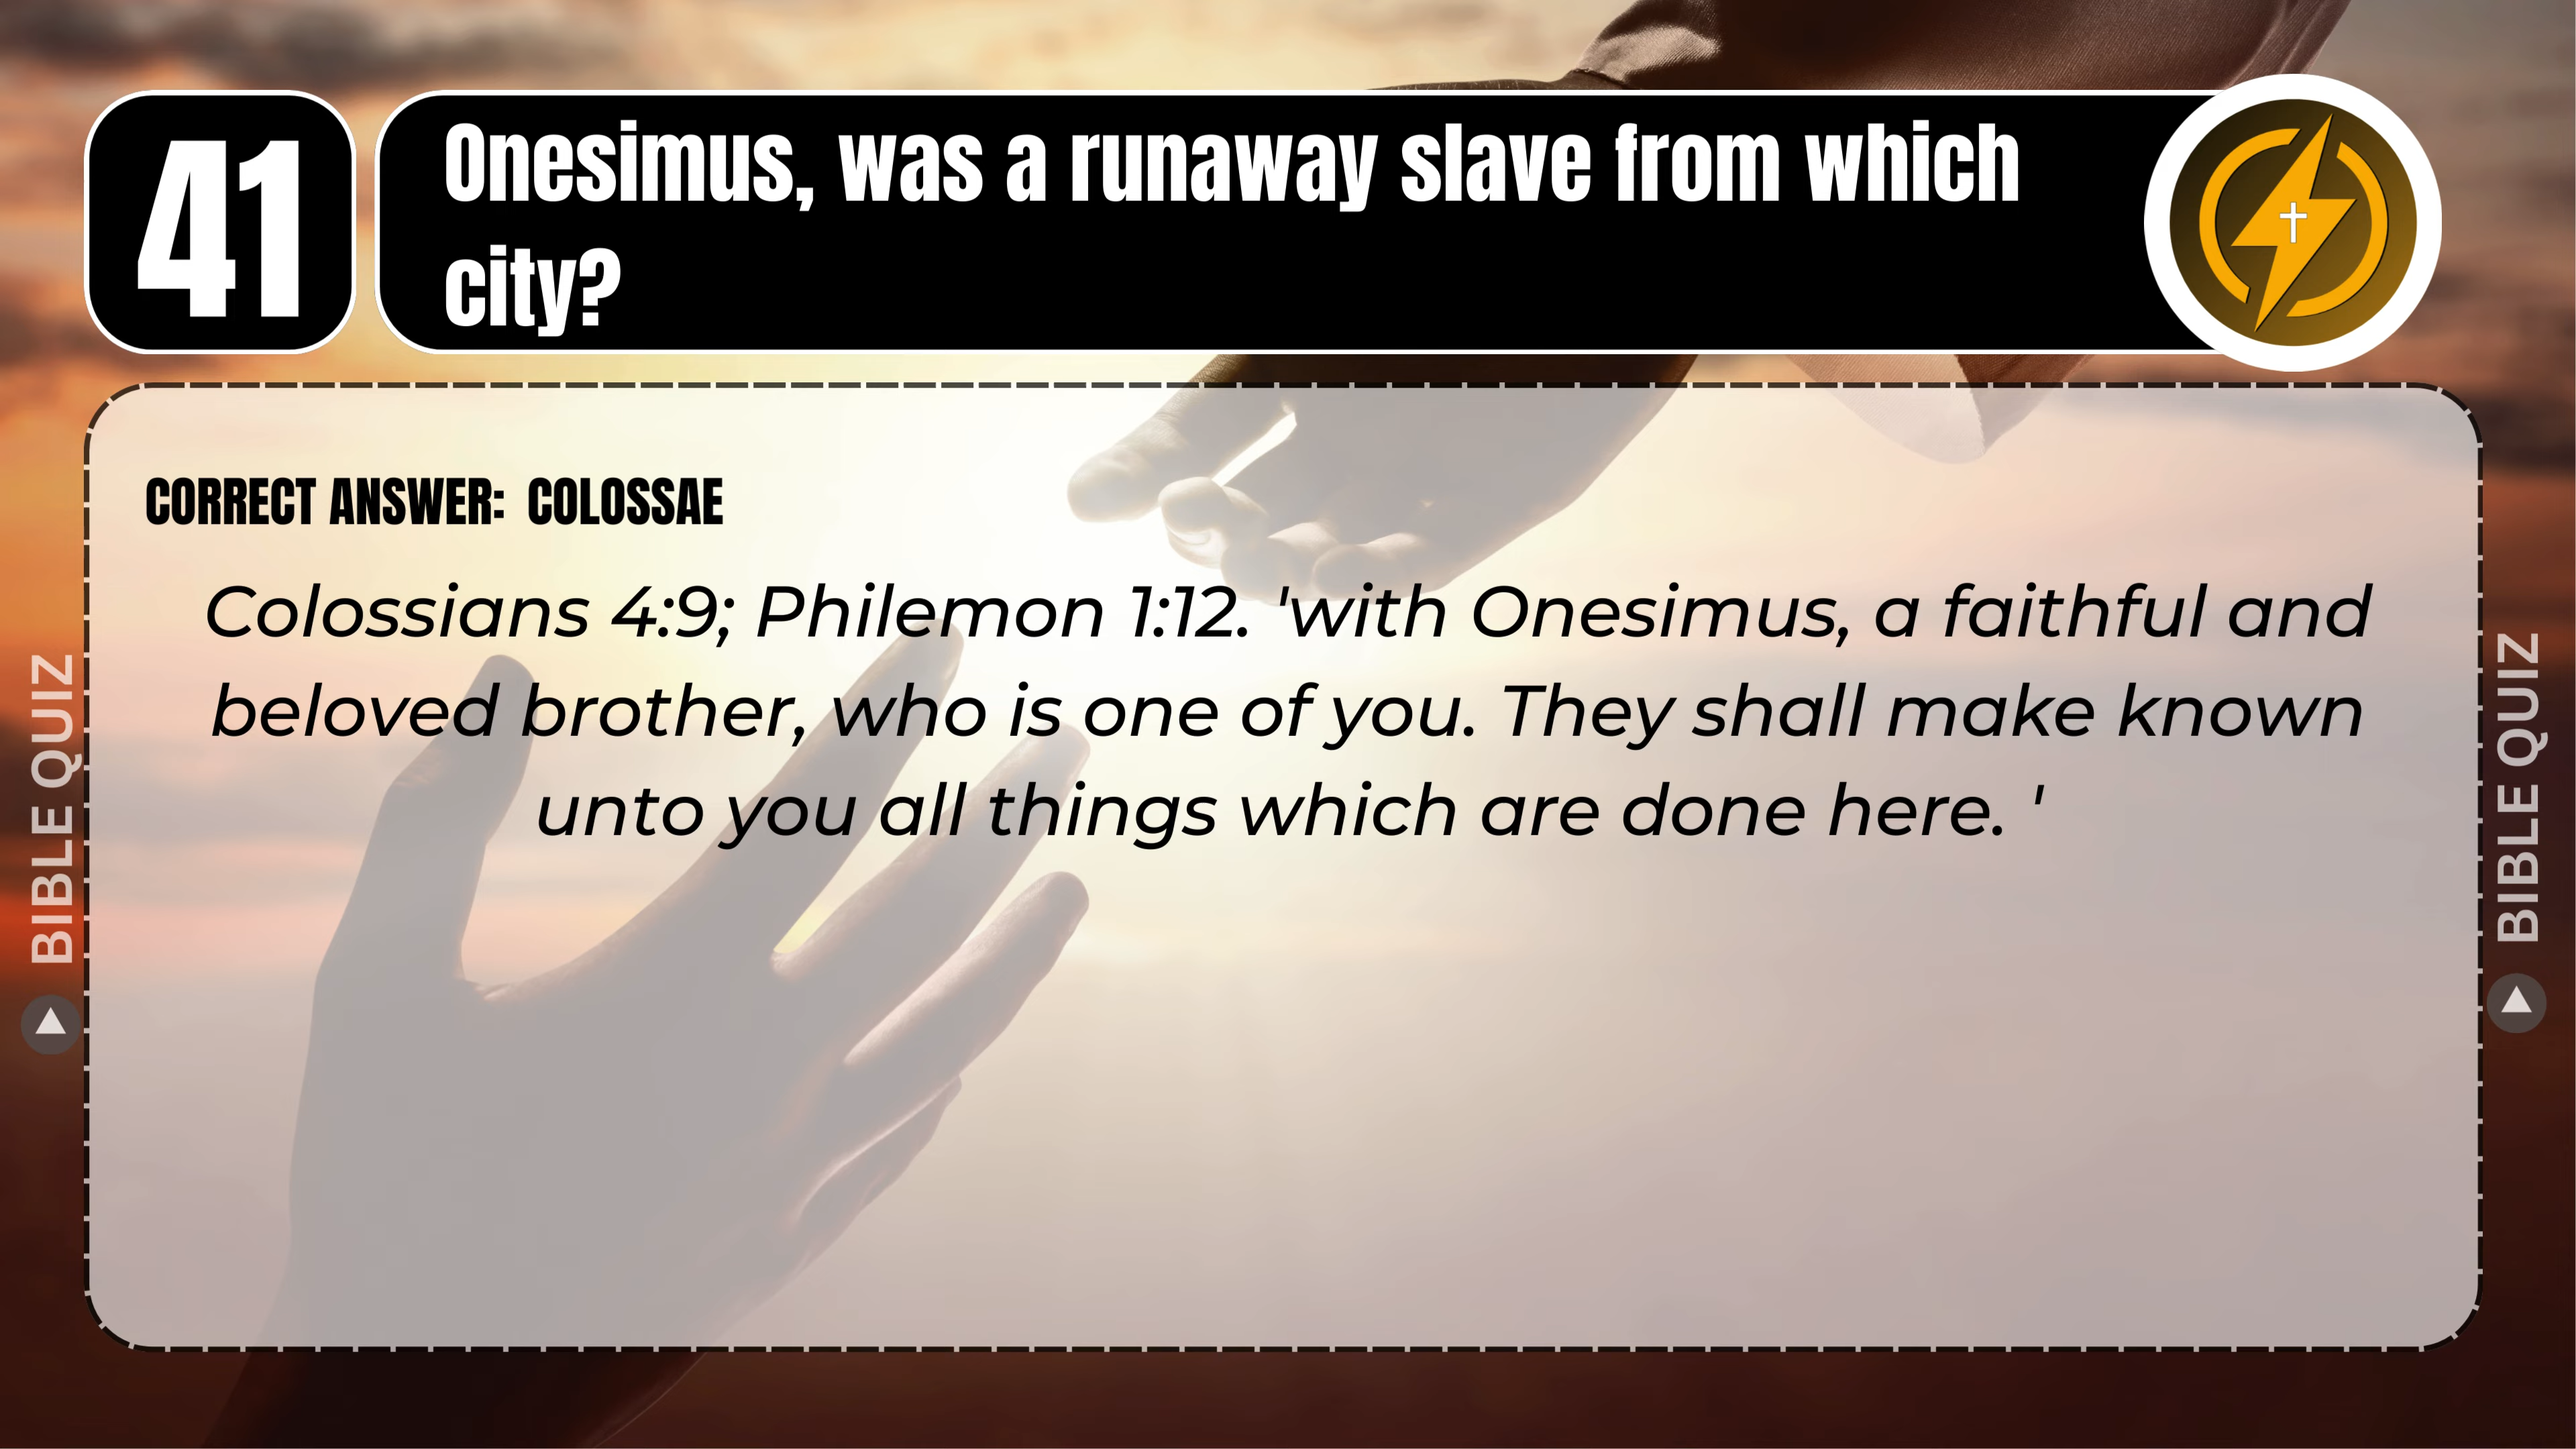 41
Onesimus, was a runaway slave from which
city?
CORRECT ANSWER: COLOSSAE
Colossians 4:9; Philemon 1:12. 'with Onesimus, a faithful and
beloved brother, who is one of you. They shall make known
unto you all things which are done here. '
BIBLE QUIZ
BIBLE QUIZ